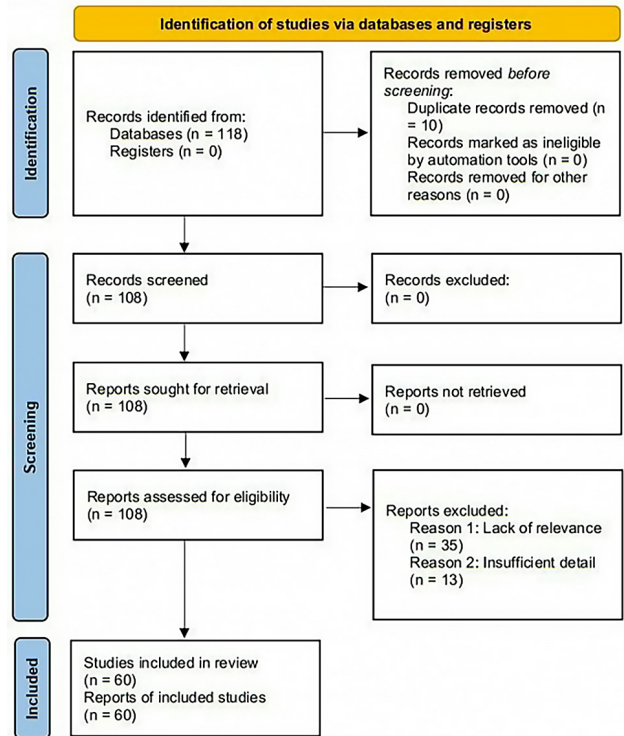 Identification of studies via databases and registers
Identification
Records identified from:
Databases (n = 118)
Registers (n = 0)
Records removed before
screening:
Duplicate records removed (n
= 10)
Records marked as ineligible
by automation tools (n = 0)
Records removed for other
reasons (n = 0)
Screening
Records screened
(n = 108)
Records excluded:
(n = 0)
Reports sought for retrieval
(n = 108)
Reports not retrieved
(n = 0)
Reports assessed for eligibility
(n = 108)
Reports excluded:
Reason 1: Lack of relevance
(n = 35)
Reason 2: Insufficient detail
(n = 13)
Included
Studies included in review
(n = 60)
Reports of included studies
(n = 60)